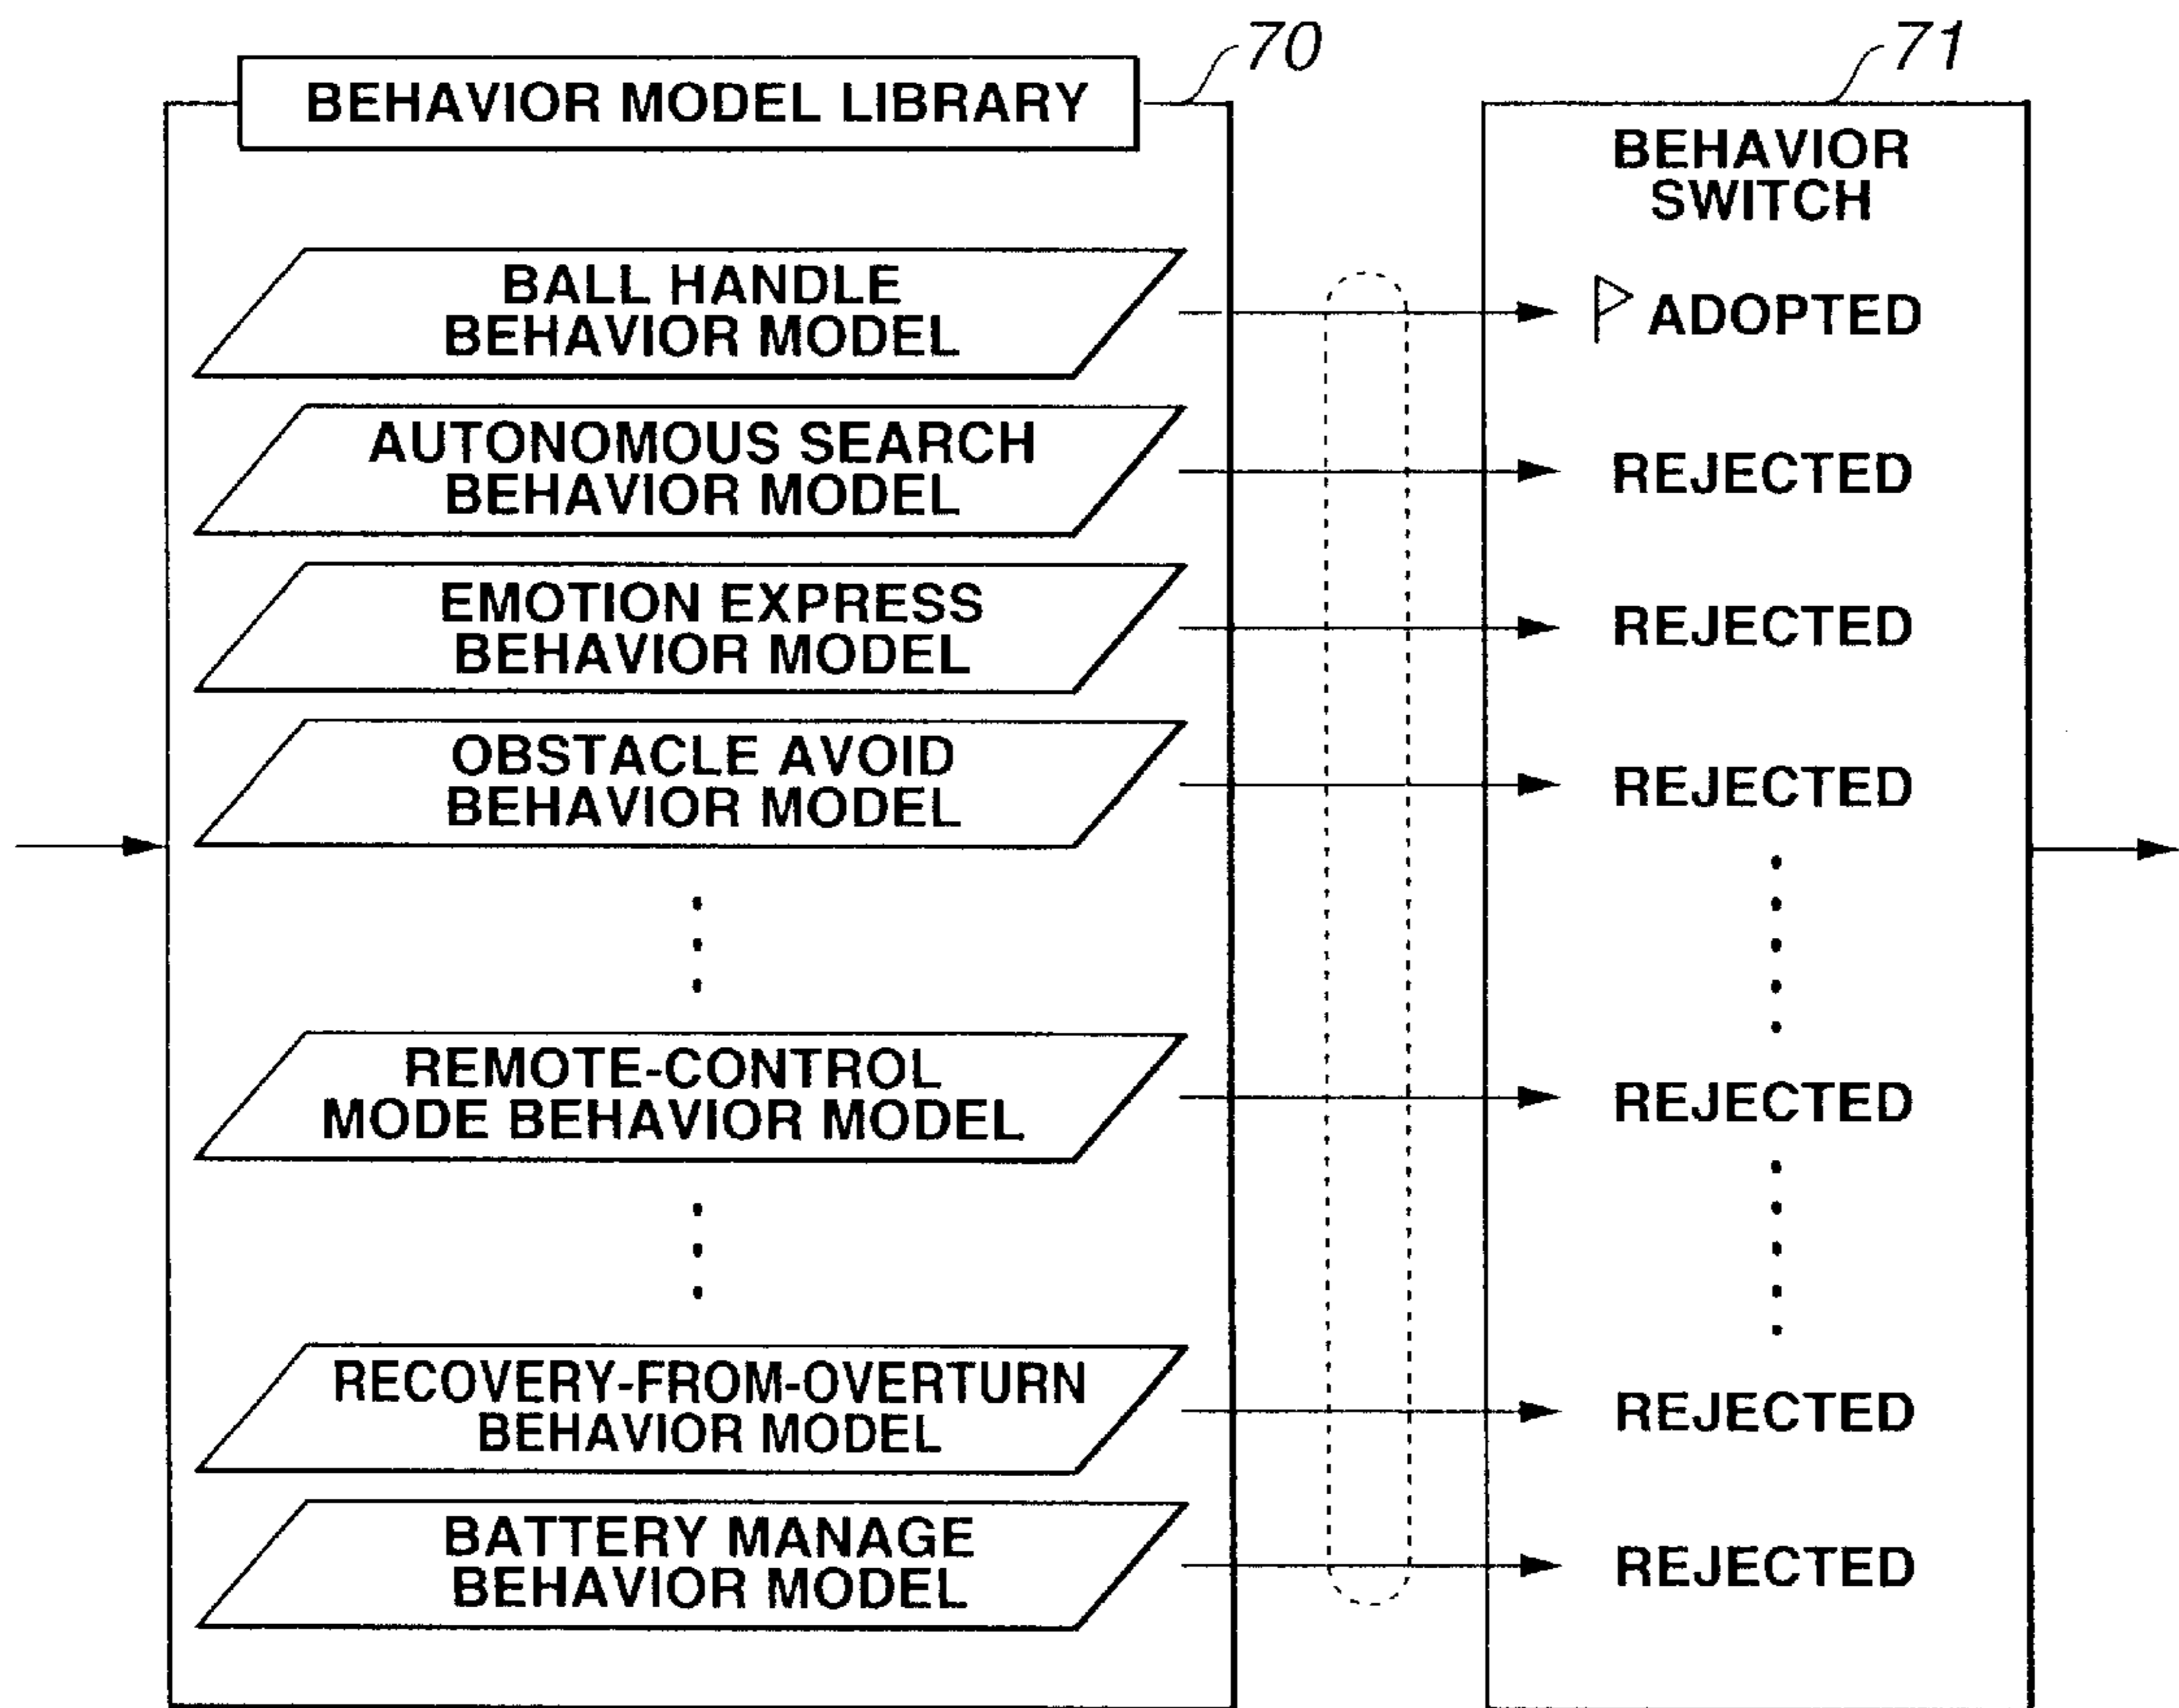 70
71
BEHAVIOR MODEL LIBRARY
BEHAVIOR
SWITCH
BALL HANDLE
BEHAVIOR MODEL
ADOPTED
AUTONOMOUS SEARCH
BEHAVIOR MODEL
REJECTED
EMOTION EXPRESS
BEHAVIOR MODEL
REJECTED
OBSTACLE AVOID
BEHAVIOR MODEL
REJECTED
REMOTE-CONTROL
MODE BEHAVIOR MODEL
REJECTED
RECOVERY-FROM-OVERTURN
BEHAVIOR MODEL
REJECTED
BATTERY MANAGE
BEHAVIOR MODEL
REJECTED